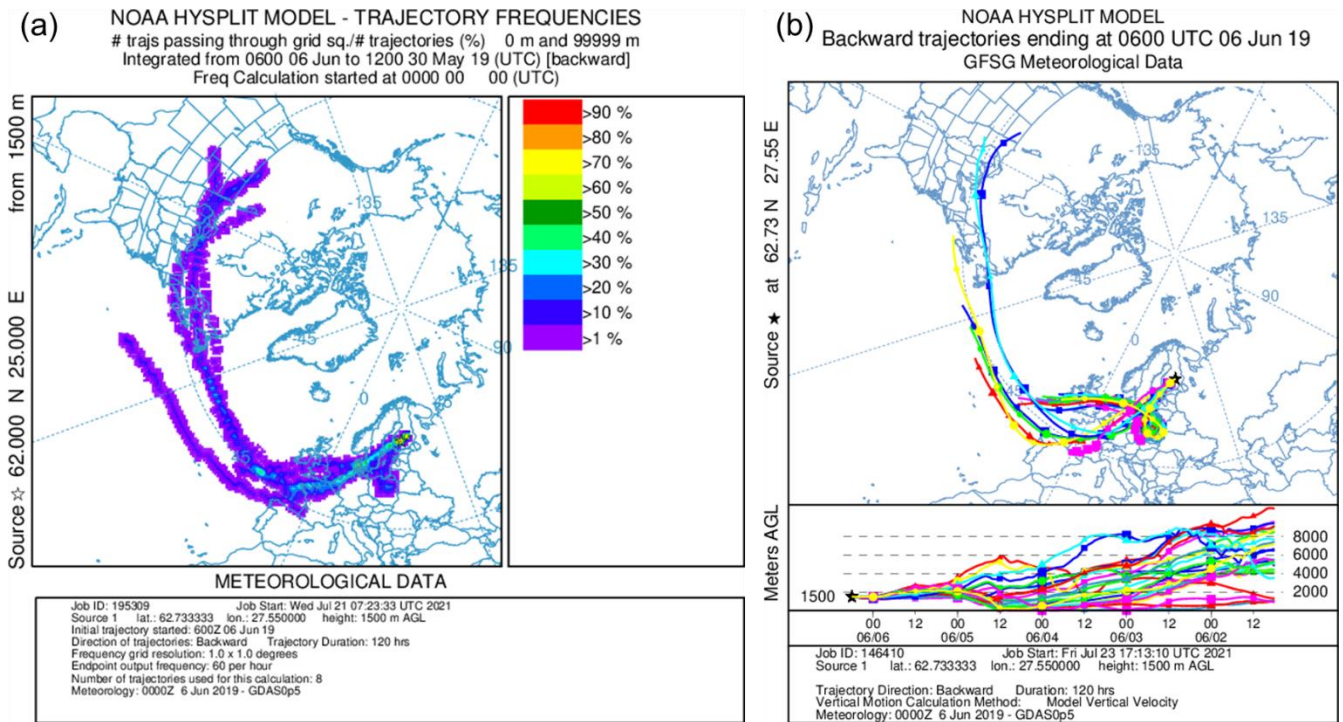 (a)
NOAA HYSPLIT MODEL - TRAJECTORY FREQUENCIES
# trajs passing through grid sq./# trajectories (%) 0 m and 99999 m
Integrated from 0600 06 Jun to 1200 30 May 19 (UTC) [backward]
Freq Calculation started at 0000 00 00 (UTC)
Source ☆ 62.000 N 25.000 E from 1500 m
-135
135
90
-45
0
45
>90 %
>80 %
>70 %
>60 %
>50 %
>40 %
>30 %
>20 %
>10 %
>1 %
METEOROLOGICAL DATA
Job ID: 195309 Job Start: Wed Jul 21 07:23:33 UTC 2021
Source 1 lat.: 62.733333 lon.: 27.550000 height: 1500 m AGL
Initial trajectory started: 600Z 06 Jun 19
Direction of trajectories: Backward Trajectory Duration: 120 hrs
Frequency grid resolution: 1.0 x 1.0 degrees
Endpoint output frequency: 60 per hour
Number of trajectories used for this calculation: 8
Meteorology: 0000Z 6 Jun 2019 - GDAS0p5
(b)
NOAA HYSPLIT MODEL
Backward trajectories ending at 0600 UTC 06 Jun 19
GFSG Meteorological Data
Source ★ at 62.73 N 27.55 E
-135
135
90
-45
0
Meters AGL
8000
6000
4000
2000
★ 1500
00 12 00 12 00 12 00 12 00 12
06/06 06/05 06/04 06/03 06/02
Job ID: 146410 Job Start: Fri Jul 23 17:13:10 UTC 2021
Source 1 lat.: 62.733333 lon.: 27.550000 height: 1500 m AGL
Trajectory Direction: Backward Duration: 120 hrs
Vertical Motion Calculation Method: Model Vertical Velocity
Meteorology: 0000Z 6 Jun 2019 - GDAS0p5